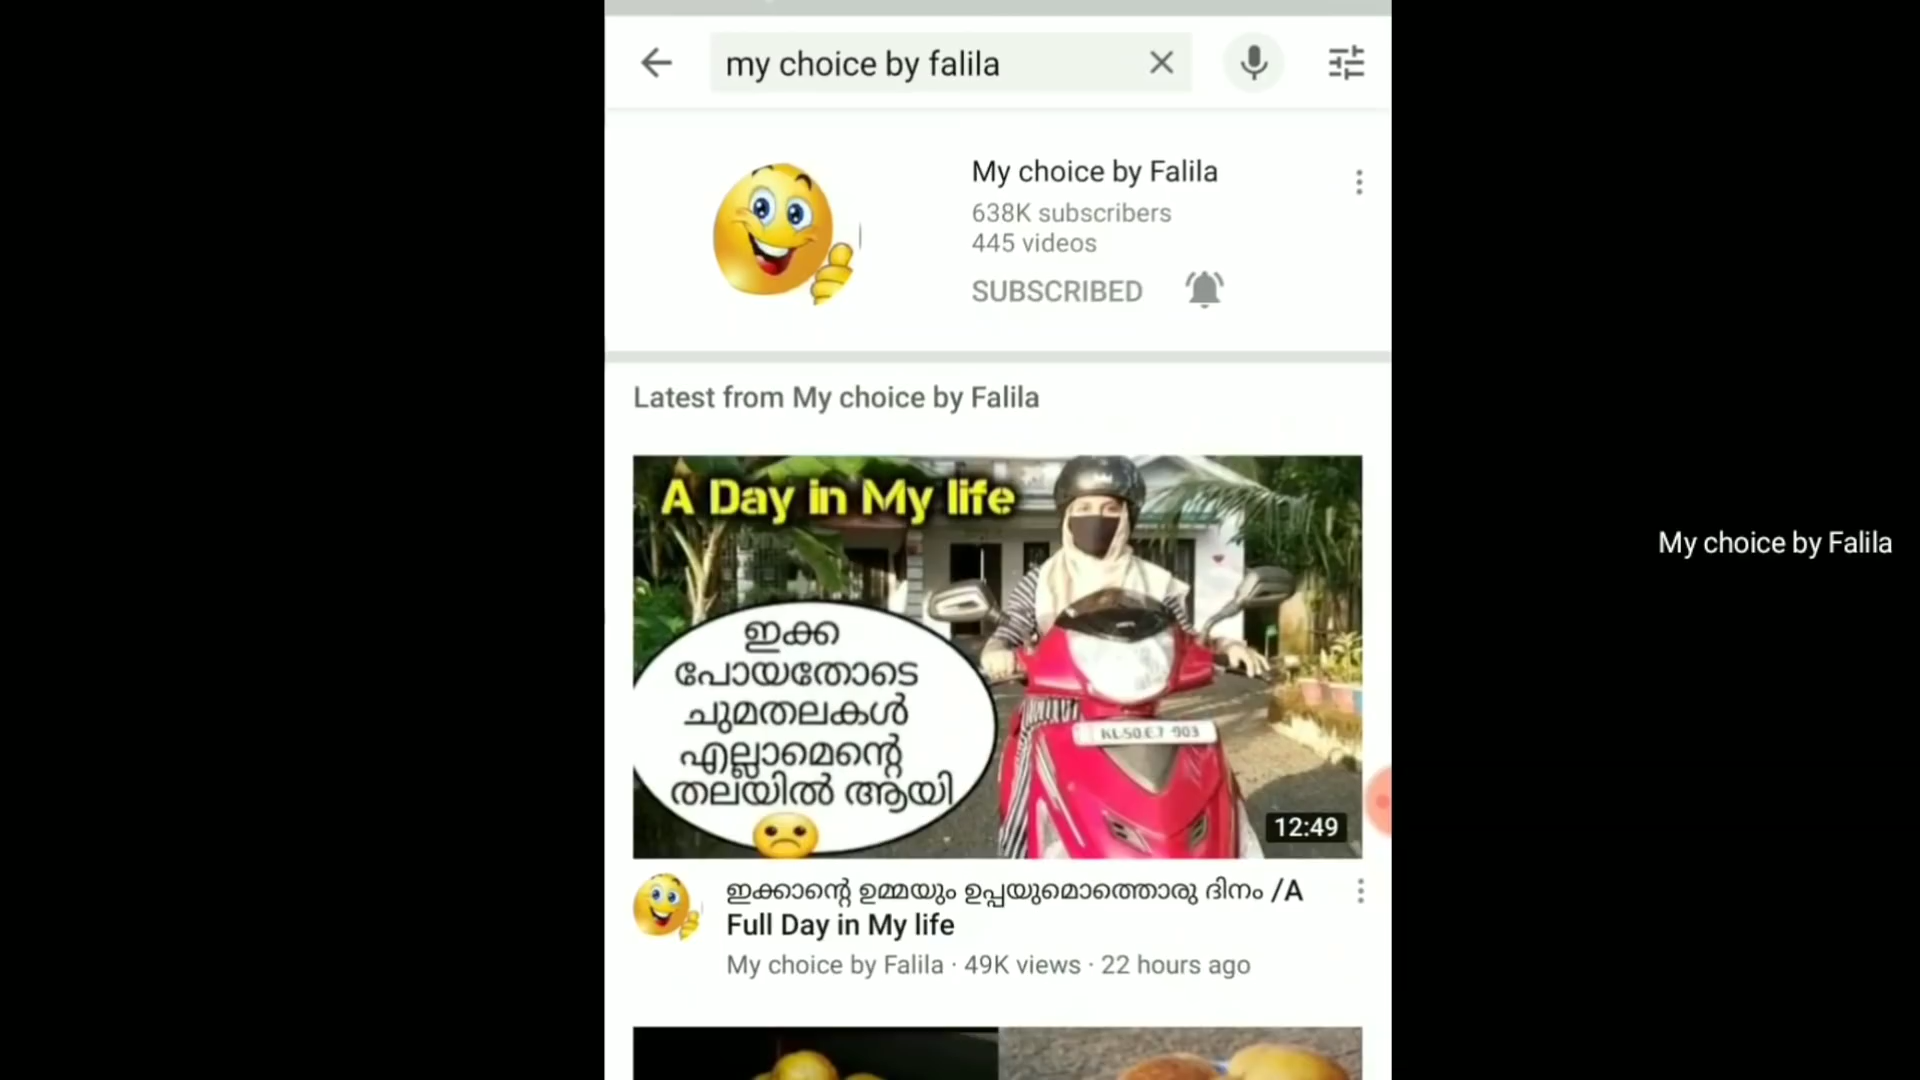 my choice by falila
My choice by Falila
638K subscribers
445 videos
SUBSCRIBED
Latest from My choice by Falila
A Day in My life
ഇക്ക
പോയതോടെ
ചുമതലകൾ
എല്ലാമെന്റെ
തലയിൽ ആയി
12:49
ഇക്കാന്റെ ഉമ്മയും ഉപ്പയുമൊത്തൊരു ദിനം /A
Full Day in My life
My choice by Falila · 49K views · 22 hours ago
My choice by Falila